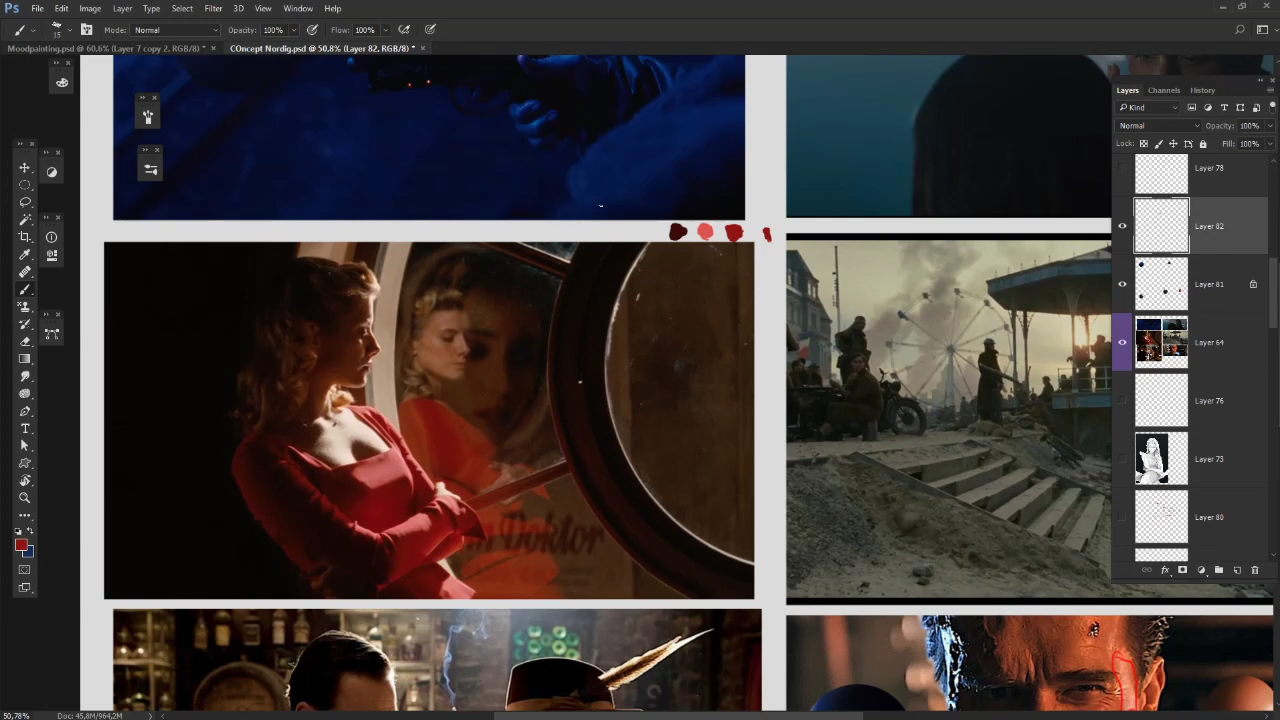 Ps File Edit Image Layer Type Select Filter 3D View Window Help
15 Mode: Normal Opacity: 100% Flow: 100%
Moodpainting.psd @ 60,6% (Layer 7 copy 2, RGB/8) * × COncept Nordig.psd @ 50,8% (Layer 82, RGB/8) * ×
Layers Channels History
Kind
Normal Opacity: 100%
Lock: Fill: 100%
Layer 78
Layer 82
Layer 81
Layer 64
Layer 76
Layer 73
Layer 80
Doktor
50,78% Doc: 45,8M/964,2M